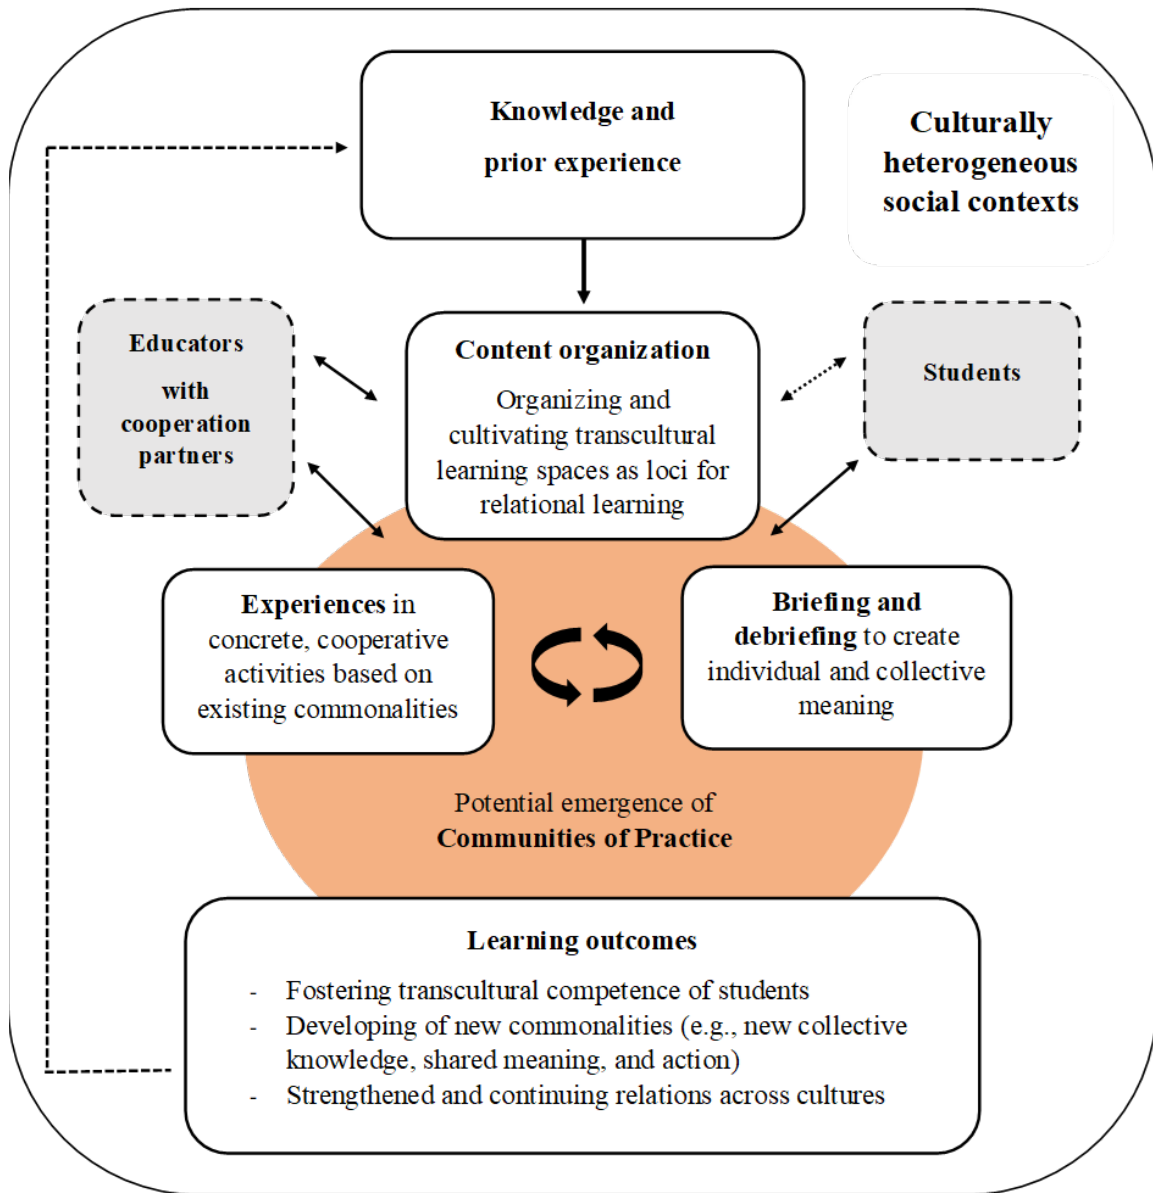 Knowledge and
prior experience
Culturally
heterogeneous
social contexts
Educators
with
cooperation
partners
Content organization
Organizing and
cultivating transcultural
learning spaces as loci for
relational learning
Students
Experiences in
concrete, cooperative
activities based on
existing commonalities
Briefing and
debriefing to create
individual and collective
meaning
Potential emergence of
Communities of Practice
Learning outcomes
- Fostering transcultural competence of students
- Developing of new commonalities (e.g., new collective
knowledge, shared meaning, and action)
- Strengthened and continuing relations across cultures